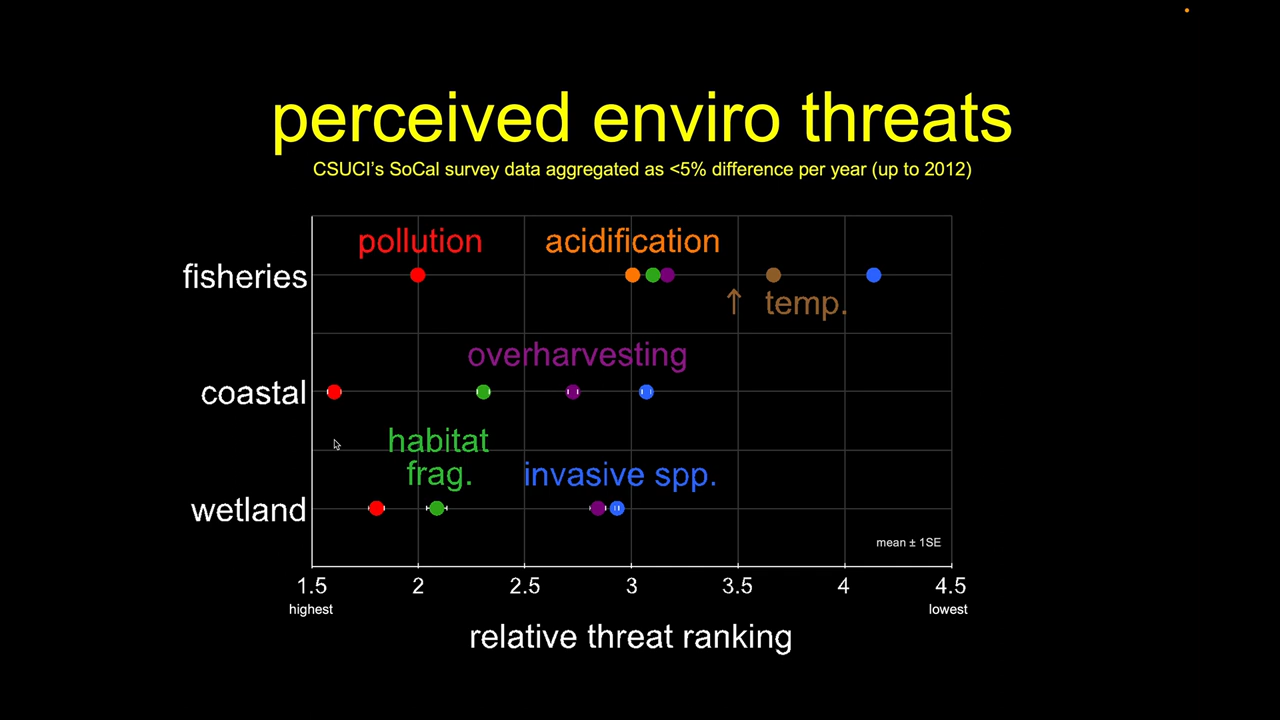 perceived enviro threats
CSUCI's SoCal survey data aggregated as <5% difference per year (up to 2012)
pollution acidification
fisheries
↑ temp.
overharvesting
coastal
habitat
frag. invasive spp.
wetland
mean ± 1SE
1.5 2 2.5 3 3.5 4 4.5
highest lowest
relative threat ranking